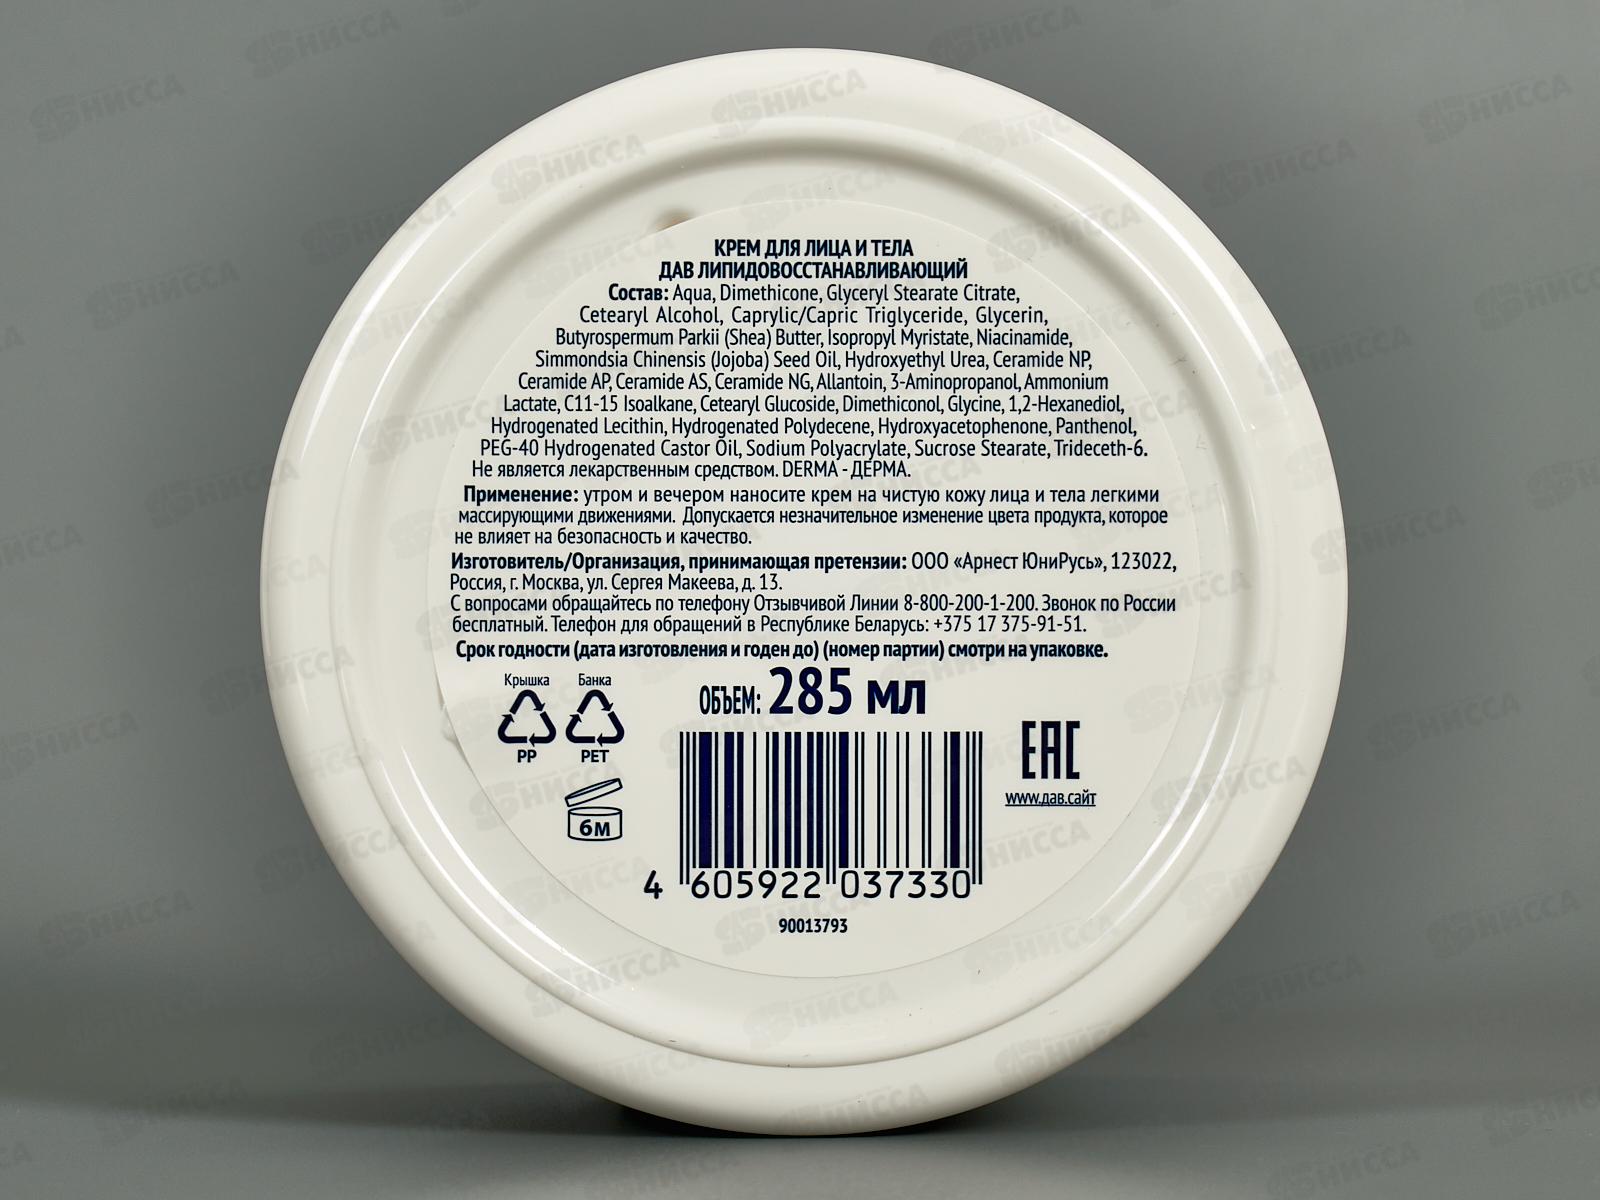 КРЕМ ДЛЯ ЛИЦА И ТЕЛА
ДАВ ЛИПИДОВОССТАНАВЛИВАЮЩИЙ
Состав: Aqua, Dimethicone, Glyceryl Stearate Citrate,
Cetearyl Alcohol, Caprylic/Capric Triglyceride, Glycerin,
Butyrospermum Parkii (Shea) Butter, Isopropyl Myristate, Niacinamide,
Simmondsia Chinensis (Jojoba) Seed Oil, Hydroxyethyl Urea, Ceramide NP,
Ceramide AP, Ceramide AS, Ceramide NG, Allantoin, 3-Aminopropanol, Ammonium
Lactate, C11-15 Isoalkane, Cetearyl Glucoside, Dimethiconol, Glycine, 1,2-Hexanediol,
Hydrogenated Lecithin, Hydrogenated Polydecene, Hydroxyacetophenone, Panthenol,
PEG-40 Hydrogenated Castor Oil, Sodium Polyacrylate, Sucrose Stearate, Trideceth-6.
Не является лекарственным средством. DERMA - ДЕРМА.
Применение: утром и вечером наносите крем на чистую кожу лица и тела легкими
массирующими движениями. Допускается незначительное изменение цвета продукта, которое
не влияет на безопасность и качество.
Изготовитель/Организация, принимающая претензии: ООО «Арнест ЮниРусь», 123022,
Россия, г. Москва, ул. Сергея Макеева, д. 13.
С вопросами обращайтесь по телефону Отзывчивой Линии 8-800-200-1-200. Звонок по России
бесплатный. Телефон для обращений в Республике Беларусь: +375 17 375-91-51.
Срок годности (дата изготовления и годен до) (номер партии) смотри на упаковке.
Крышка Банка
PP PET
ОБЪЕМ: 285 мл
EAC
www.дав.сайт
6М
4 605922 037330
90013793
НИССА